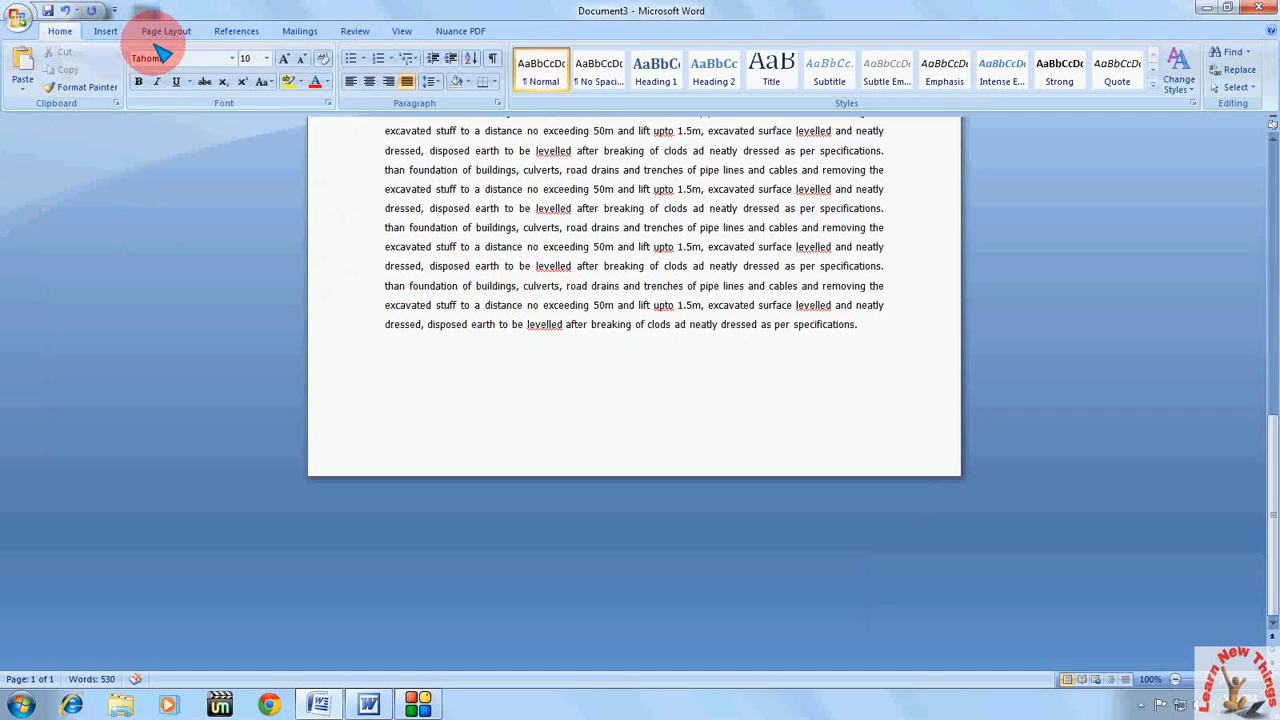 Document3 - Microsoft Word
Home Insert Page Layout References Mailings Review View Nuance PDF
Paste
Cut
Copy
Format Painter
Clipboard
Tahom 10
B I U abc Aa
Font
Paragraph
AaBbCcDc AaBbCcDc AaBbCc AaBbCc AaB AaBbCc. AaBbCcDc AaBbCcDc AaBbCcDc AaBbCcDc AaBbCcDc
¶ Normal ¶ No Spaci... Heading 1 Heading 2 Title Subtitle Subtle Em... Emphasis Intense E... Strong Quote
Change Styles
Styles
Find
Replace
Select
Editing
excavated stuff to a distance no exceeding 50m and lift upto 1.5m, excavated surface levelled and neatly
dressed, disposed earth to be levelled after breaking of clods ad neatly dressed as per specifications.
than foundation of buildings, culverts, road drains and trenches of pipe lines and cables and removing the
excavated stuff to a distance no exceeding 50m and lift upto 1.5m, excavated surface levelled and neatly
dressed, disposed earth to be levelled after breaking of clods ad neatly dressed as per specifications.
than foundation of buildings, culverts, road drains and trenches of pipe lines and cables and removing the
excavated stuff to a distance no exceeding 50m and lift upto 1.5m, excavated surface levelled and neatly
dressed, disposed earth to be levelled after breaking of clods ad neatly dressed as per specifications.
than foundation of buildings, culverts, road drains and trenches of pipe lines and cables and removing the
excavated stuff to a distance no exceeding 50m and lift upto 1.5m, excavated surface levelled and neatly
dressed, disposed earth to be levelled after breaking of clods ad neatly dressed as per specifications.
Page: 1 of 1 Words: 530 100%
Learn New Things